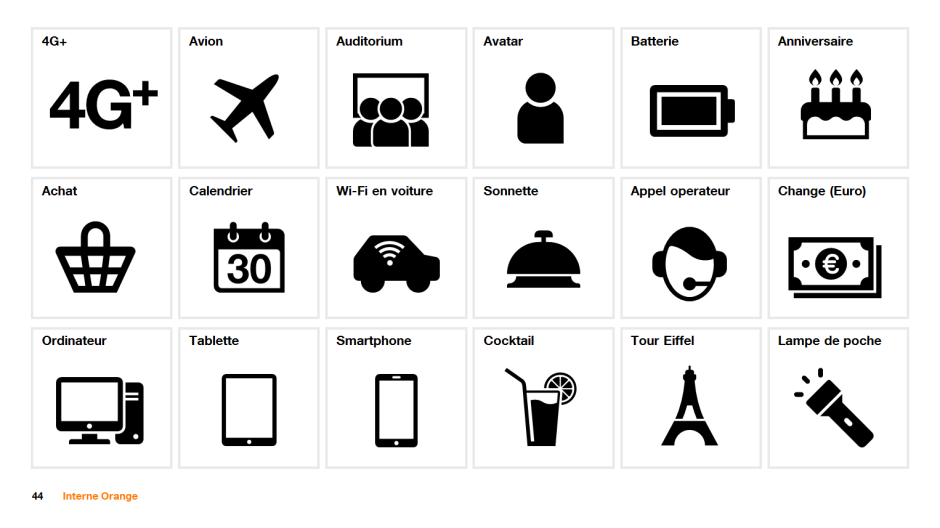 4G+
Avion
Auditorium
Avatar
Batterie
Anniversaire
4G+
Achat
Calendrier
Wi-Fi en voiture
Sonnette
Appel operateur
Change (Euro)
30
€
Ordinateur
Tablette
Smartphone
Cocktail
Tour Eiffel
Lampe de poche
44 Interne Orange